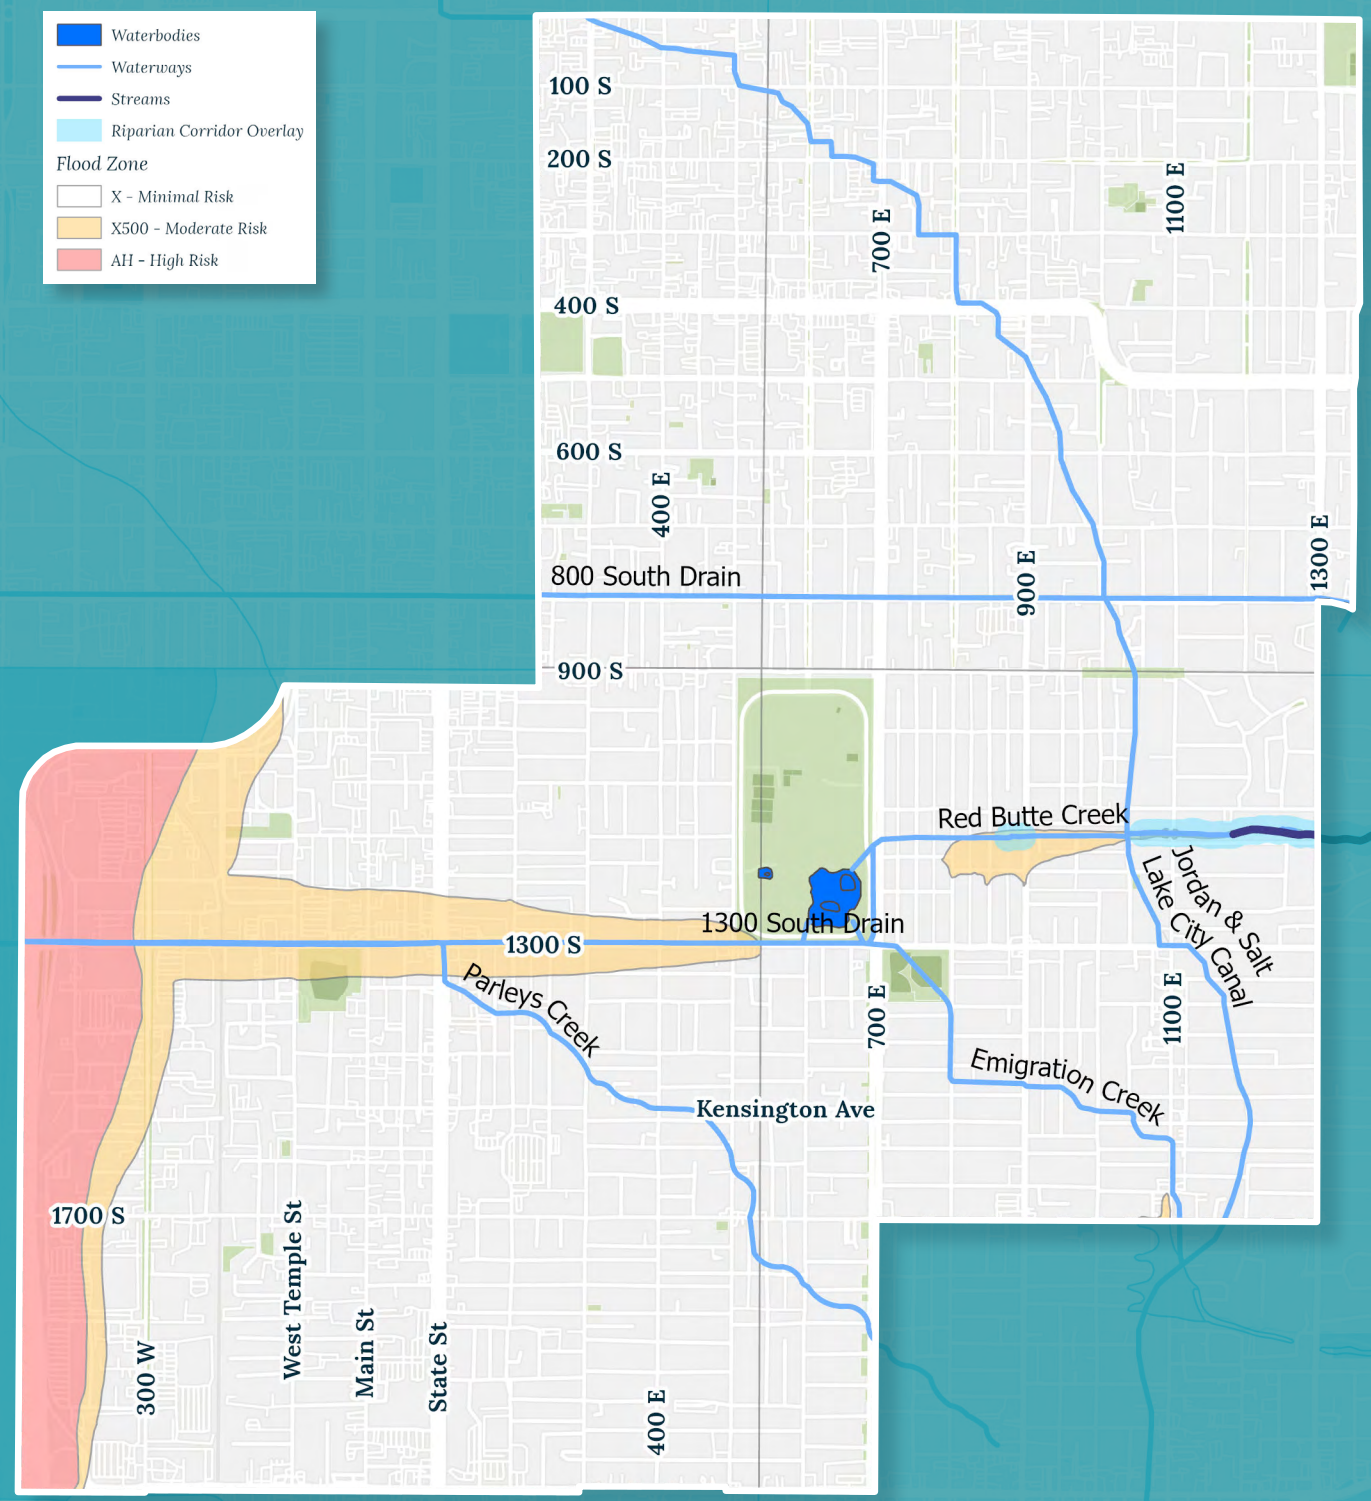 Waterbodies
Waterways
Streams
Riparian Corridor Overlay
Flood Zone
X - Minimal Risk
X500 - Moderate Risk
AH - High Risk
100 S
200 S
1100 E
700 E
400 S
600 S
400 E
1300 E
800 South Drain
900 E
900 S
Red Butte Creek
Jordan & Salt
Lake City Canal
1300 South Drain
1300 S
Parleys Creek
700 E
1100 E
Emigration Creek
Kensington Ave
1700 S
West Temple St
Main St
State St
300 W
400 E